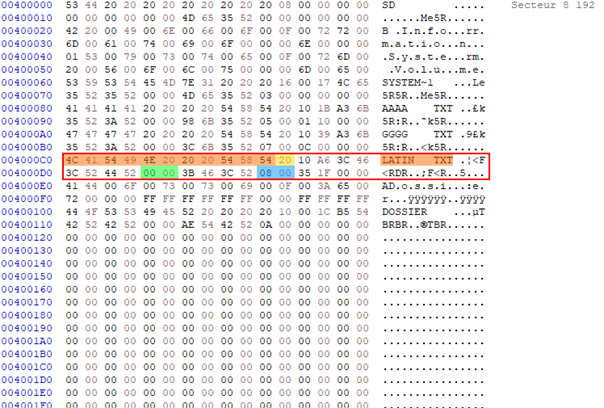 00400000 53 44 20 20 20 20 20 20 20 20 20 08 00 00 00 00 SD ..... Secteur 8 192
00400010 00 00 00 00 00 00 4D 65 35 52 00 00 00 00 00 00 ......Me5R......
00400020 42 20 00 49 00 6E 00 66 00 6F 00 0F 00 72 72 00 B .I.n.f.o...rr.
00400030 6D 00 61 00 74 00 69 00 6F 00 00 00 6E 00 00 00 m.a.t.i.o...n...
00400040 01 53 00 79 00 73 00 74 00 65 00 0F 00 72 6D 00 .S.y.s.t.e...rm.
00400050 20 00 56 00 6F 00 6C 00 75 00 00 00 6D 00 65 00 .V.o.l.u...m.e.
00400060 53 59 53 54 45 4D 7E 31 20 20 20 16 00 17 4C 65 SYSTEM~1 ...Le
00400070 35 52 35 52 00 00 4D 65 35 52 03 00 00 00 00 00 5R5R..Me5R......
00400080 41 41 41 41 20 20 20 20 54 58 54 20 10 1B A3 6B AAAA TXT ..£k
00400090 35 52 3A 52 00 00 98 6B 35 52 05 00 01 00 00 00 5R:R..˜k5R......
004000A0 47 47 47 47 20 20 20 20 54 58 54 20 10 39 A3 6B GGGG TXT .9£k
004000B0 35 52 3A 52 00 00 3C 6B 35 52 07 00 0C 00 00 00 5R:R..<k5R......
004000C0 4C 41 54 49 4E 20 20 20 54 58 54 20 10 A6 3C 46 LATIN TXT .¦<F
004000D0 3C 52 44 52 00 00 3B 46 3C 52 08 00 35 1F 00 00 <RDR..;F<R..5...
004000E0 41 44 00 6F 00 73 00 73 00 69 00 0F 00 3A 65 00 AD.o.s.s.i...:e.
004000F0 72 00 00 00 FF FF FF FF FF FF 00 00 FF FF FF FF r...ÿÿÿÿÿÿ..ÿÿÿÿ
00400100 44 4F 53 53 49 45 52 20 20 20 20 10 00 1C B5 54 DOSSIER ...µT
00400110 42 52 42 52 00 00 AE 54 42 52 0A 00 00 00 00 00 BRBR..®TBR......
00400120 00 00 00 00 00 00 00 00 00 00 00 00 00 00 00 00 ................
00400130 00 00 00 00 00 00 00 00 00 00 00 00 00 00 00 00 ................
00400140 00 00 00 00 00 00 00 00 00 00 00 00 00 00 00 00 ................
00400150 00 00 00 00 00 00 00 00 00 00 00 00 00 00 00 00 ................
00400160 00 00 00 00 00 00 00 00 00 00 00 00 00 00 00 00 ................
00400170 00 00 00 00 00 00 00 00 00 00 00 00 00 00 00 00 ................
00400180 00 00 00 00 00 00 00 00 00 00 00 00 00 00 00 00 ................
00400190 00 00 00 00 00 00 00 00 00 00 00 00 00 00 00 00 ................
004001A0 00 00 00 00 00 00 00 00 00 00 00 00 00 00 00 00 ................
004001B0 00 00 00 00 00 00 00 00 00 00 00 00 00 00 00 00 ................
004001C0 00 00 00 00 00 00 00 00 00 00 00 00 00 00 00 00 ................
004001D0 00 00 00 00 00 00 00 00 00 00 00 00 00 00 00 00 ................
004001E0 00 00 00 00 00 00 00 00 00 00 00 00 00 00 00 00 ................
004001F0 00 00 00 00 00 00 00 00 00 00 00 00 00 00 00 00 ................